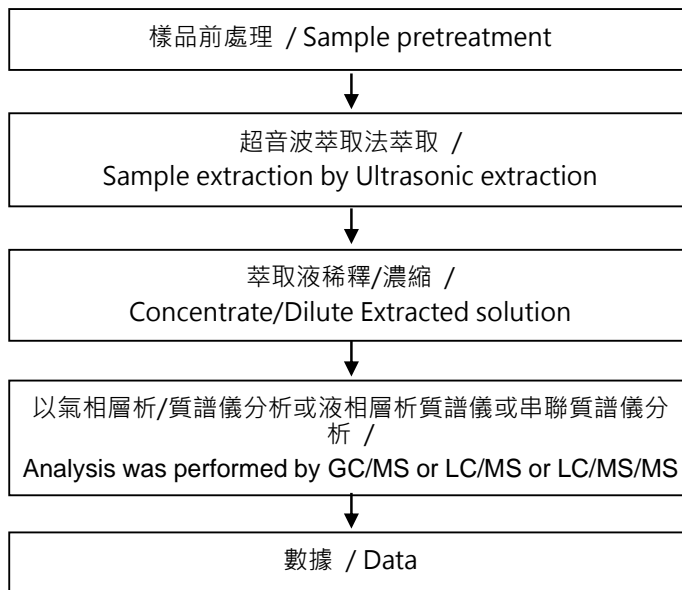 樣品前處理 / Sample pretreatment
超音波萃取法萃取 /
Sample extraction by Ultrasonic extraction
萃取液稀釋/濃縮 /
Concentrate/Dilute Extracted solution
以氣相層析/質譜儀分析或液相層析質譜儀或串聯質譜儀分
析 /
Analysis was performed by GC/MS or LC/MS or LC/MS/MS
數據 / Data